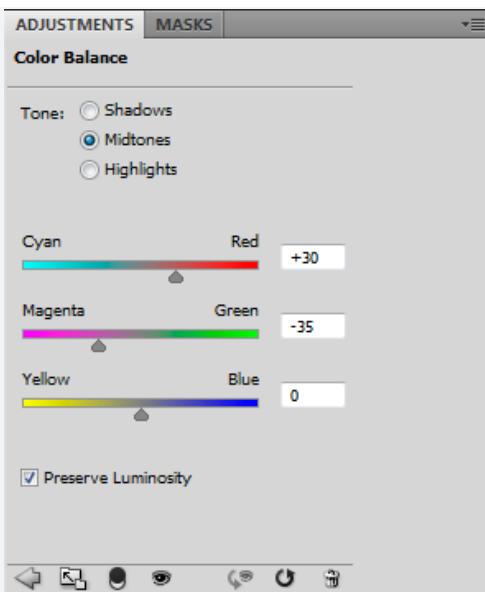 ADJUSTMENTS MASKS
Color Balance
Tone: Shadows
Midtones
Highlights
Cyan Red +30
Magenta Green -35
Yellow Blue 0
Preserve Luminosity